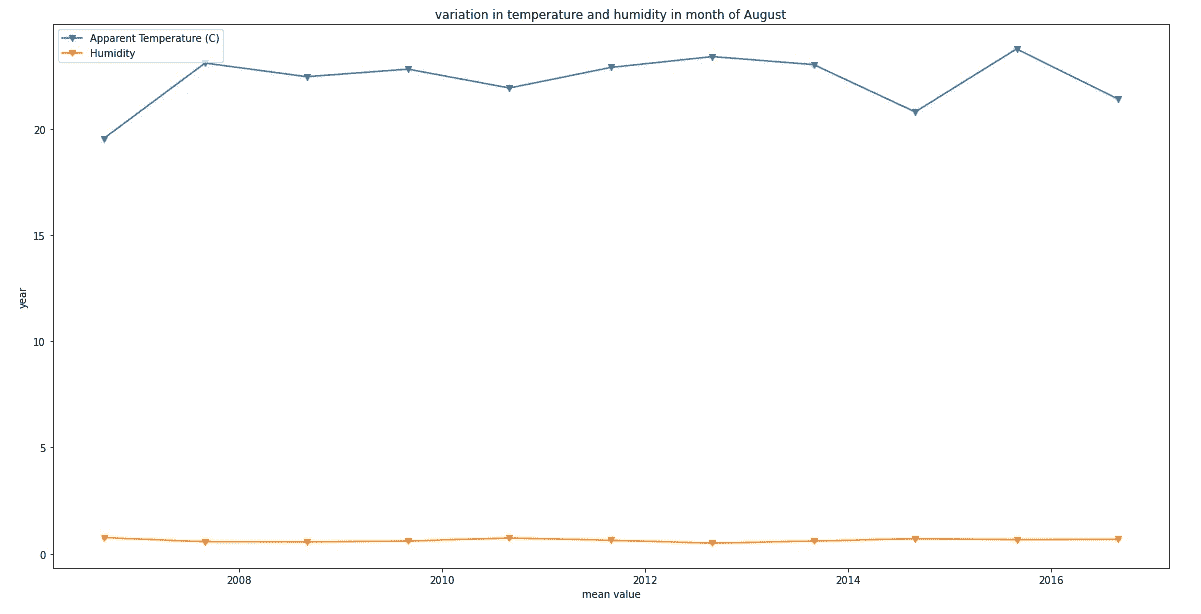 variation in temperature and humidity in month of August
Apparent Temperature (C)
Humidity
20
15
10
5
0
year
2008 2010 2012 2014 2016
mean value